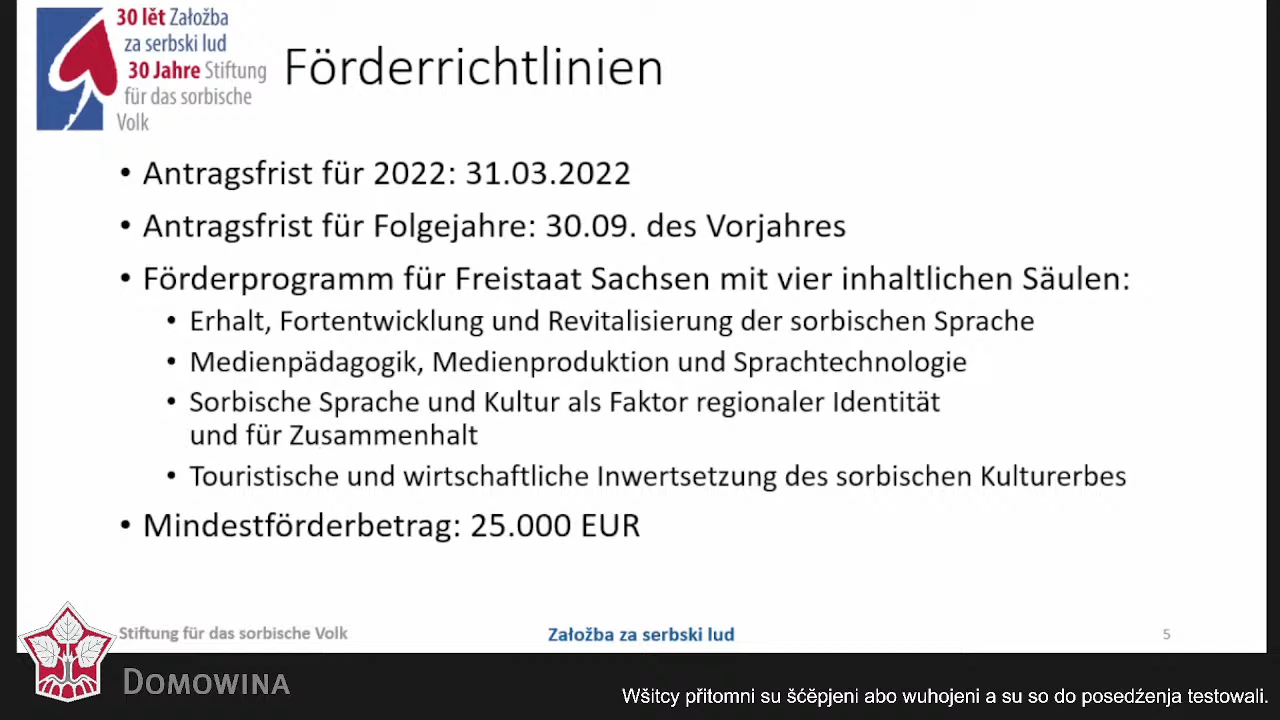 30 lět Załožba
za serbski lud
30 Jahre Stiftung
für das sorbische
Volk
Förderrichtlinien
• Antragsfrist für 2022: 31.03.2022
• Antragsfrist für Folgejahre: 30.09. des Vorjahres
• Förderprogramm für Freistaat Sachsen mit vier inhaltlichen Säulen:
• Erhalt, Fortentwicklung und Revitalisierung der sorbischen Sprache
• Medienpädagogik, Medienproduktion und Sprachtechnologie
• Sorbische Sprache und Kultur als Faktor regionaler Identität
und für Zusammenhalt
• Touristische und wirtschaftliche Inwertsetzung des sorbischen Kulturerbes
• Mindestförderbetrag: 25.000 EUR
Stiftung für das sorbische Volk
Załožba za serbski lud
5
DOMOWINA
Wšitcy přitomni su šćěpjeni abo wuhojeni a su so do posedźenja testowali.